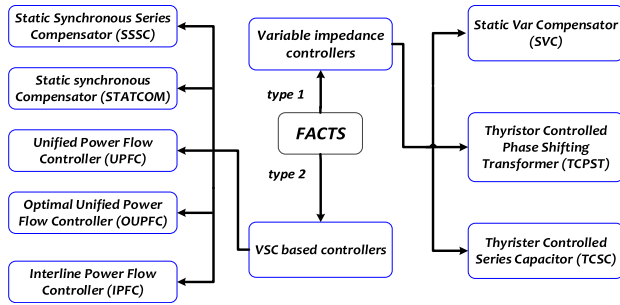 Static Synchronous Series
Compensator (SSSC)
Static synchronous
Compensator (STATCOM)
Unified Power Flow
Controller (UPFC)
Optimal Unified Power
Flow Controller (OUPFC)
Interline Power Flow
Controller (IPFC)
Variable impedance
controllers
type 1
FACTS
type 2
VSC based controllers
Static Var Compensator
(SVC)
Thyristor Controlled
Phase Shifting
Transformer (TCPST)
Thyrister Controlled
Series Capacitor (TCSC)